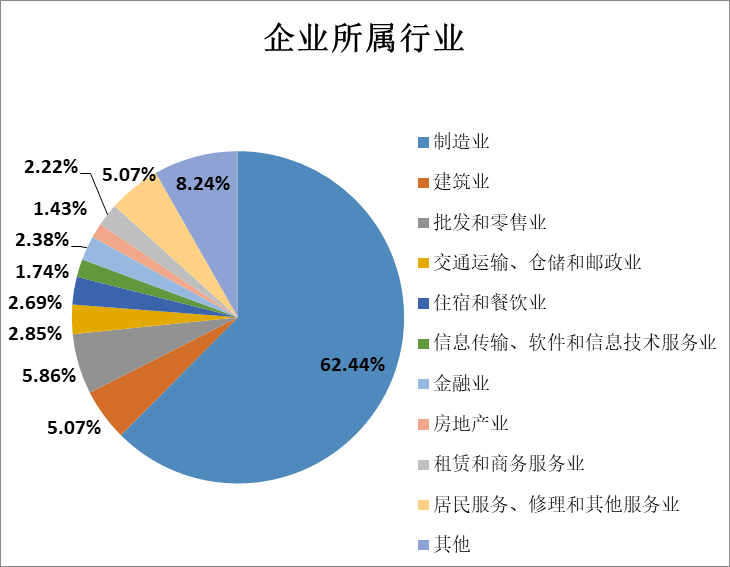 企业所属行业
2.22%
5.07%
8.24%
1.43%
2.38%
1.74%
2.69%
2.85%
5.86%
5.07%
62.44%
制造业
建筑业
批发和零售业
交通运输、仓储和邮政业
住宿和餐饮业
信息传输、软件和信息技术服务业
金融业
房地产业
租赁和商务服务业
居民服务、修理和其他服务业
其他